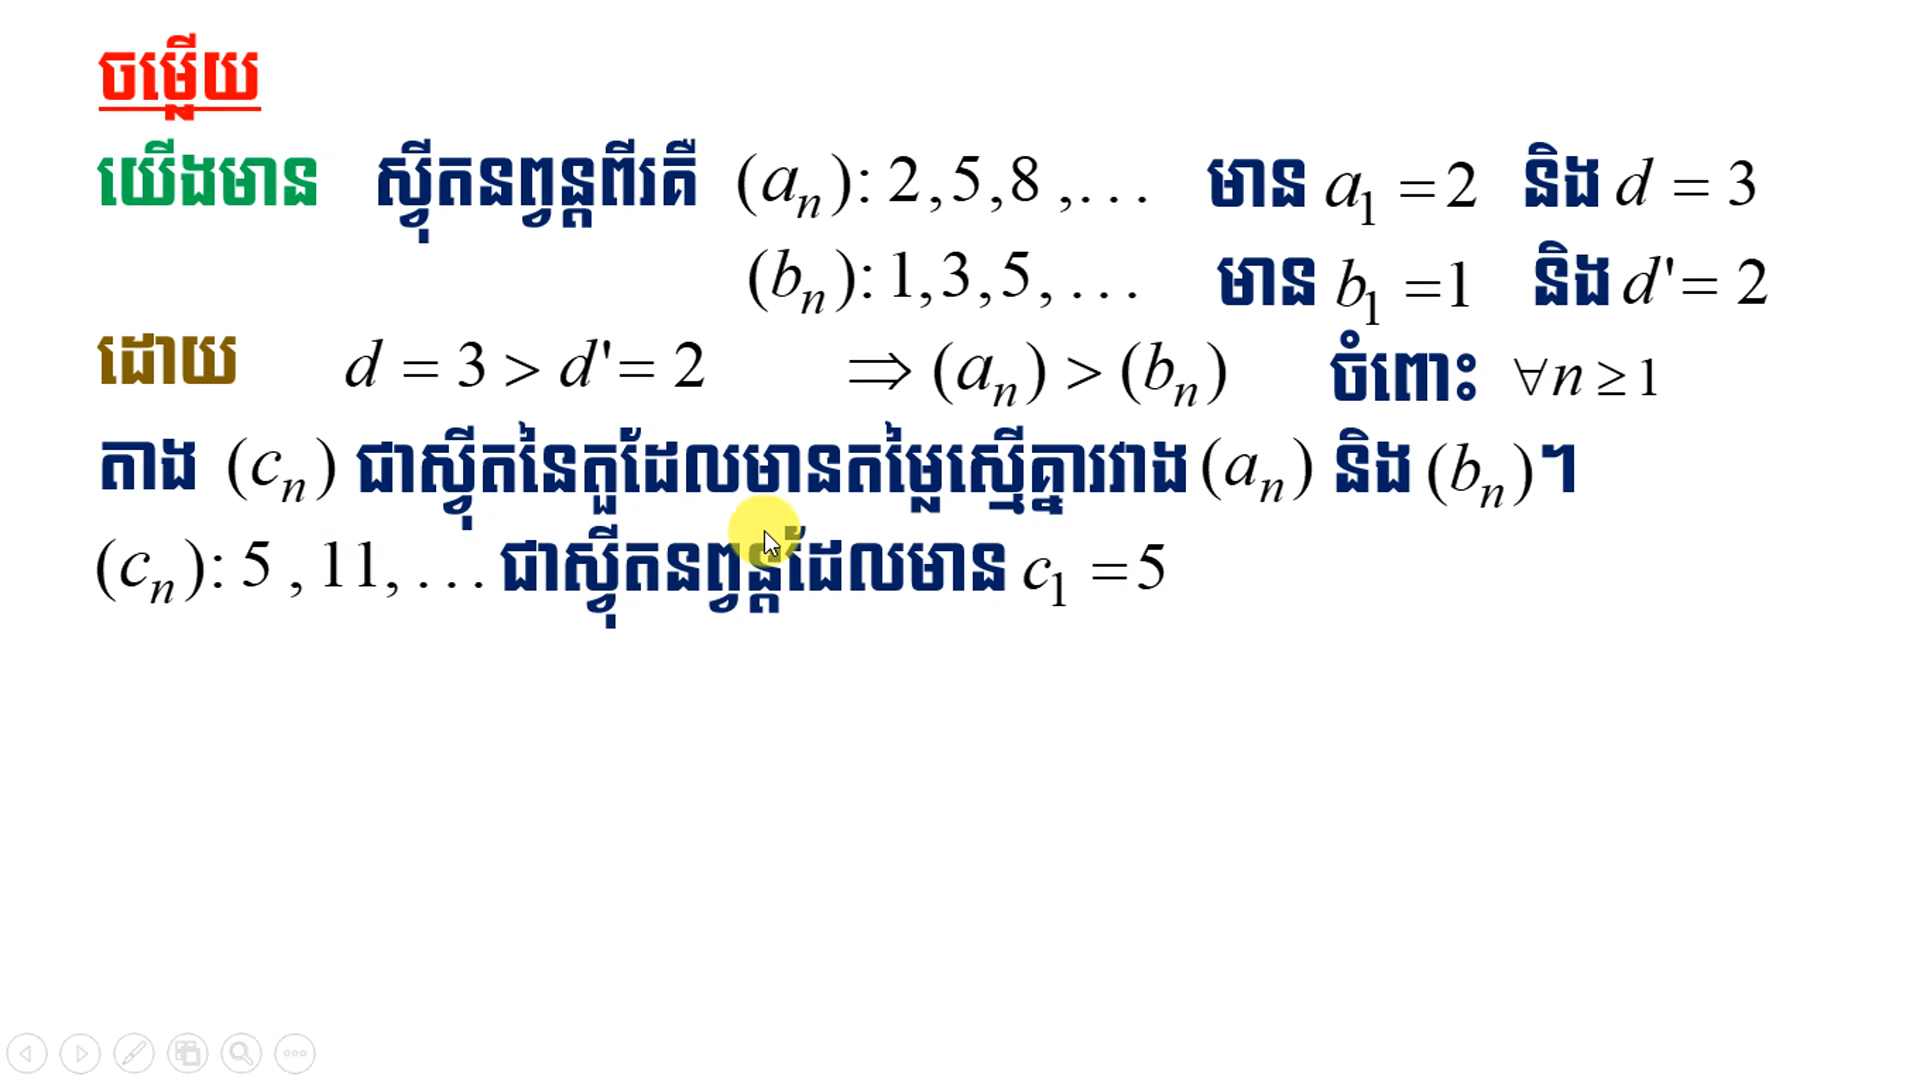 ចម្លើយ
យើងមាន ស្វ៊ីតនព្វន្តពីរគឺ (aₙ): 2,5,8,... មាន a₁ = 2 និង d = 3
(bₙ): 1,3,5,... មាន b₁ = 1 និង d' = 2
ដោយ d = 3 > d' = 2 ⇒ (aₙ) > (bₙ) ចំពោះ ∀n ≥ 1
តាង (cₙ) ជាស្វ៊ីតនៃតួដែលមានតម្លៃស្មើគ្នារវាង (aₙ) និង (bₙ)។
(cₙ): 5, 11, ... ជាស្វ៊ីតនព្វន្តដែលមាន c₁ = 5